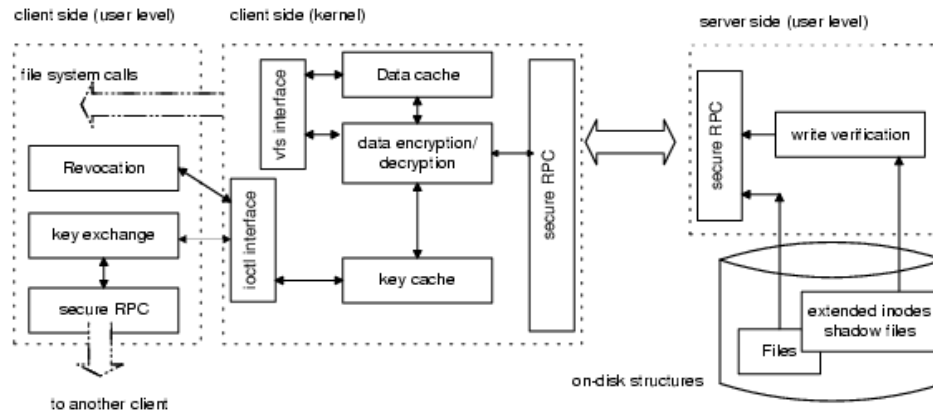 client side (user level)
client side (kernel)
server side (user level)
file system calls
Revocation
key exchange
secure RPC
to another client
vfs interface
ioctl interface
Data cache
data encryption/
decryption
key cache
secure RPC
secure RPC
write verification
extended inodes
shadow files
Files
on-disk structures